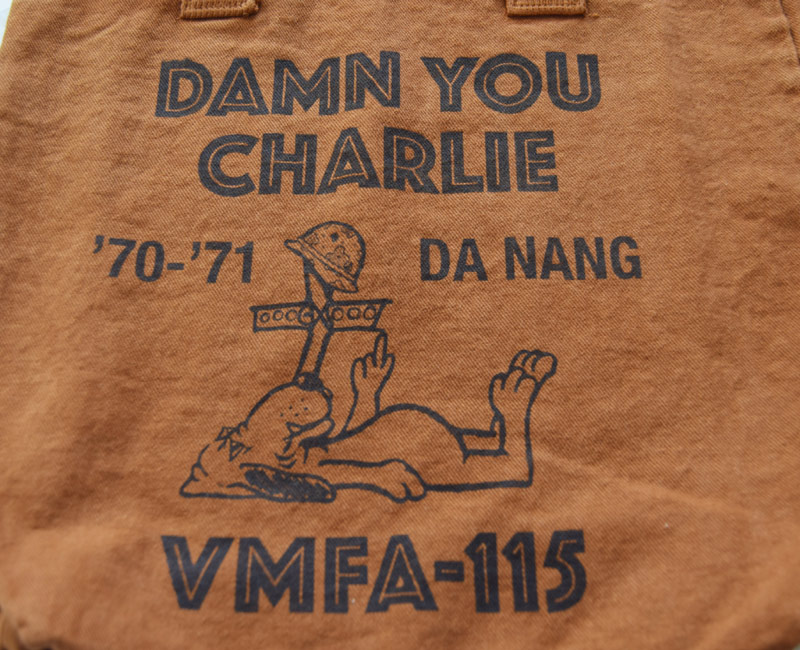 DAMN YOU
CHARLIE
’70-’71 DA NANG
VMFA-115